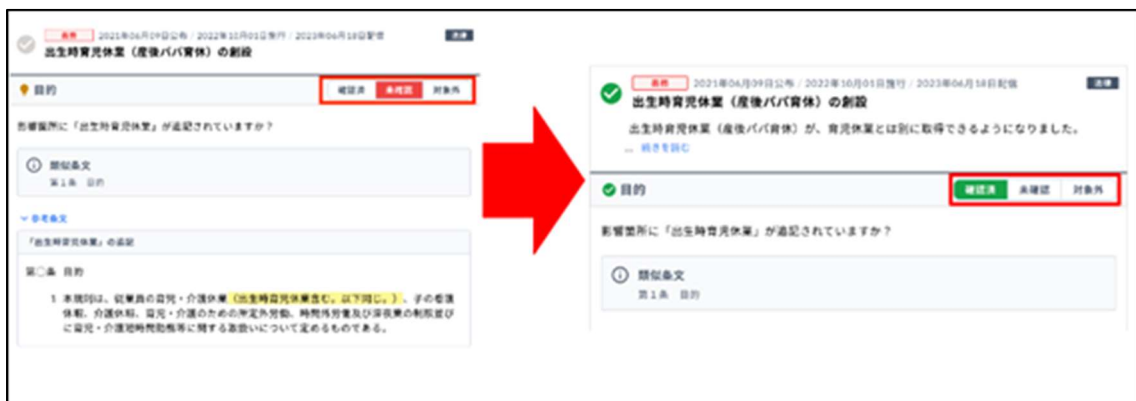 2021年06月09日公布 / 2022年10月01日施行 / 2023年06月18日配信 法律
出生時育児休業（産後パパ育休）の創設
目的
確認済 未確認 対象外
影響箇所に「出生時育児休業」が追記されていますか？
類似条文
第1条 目的
参考条文
「出生時育児休業」の追記
第〇条 目的
1 本規則は、従業員の育児・介護休業（出生時育児休業含む。以下同じ。）、子の看護
休暇、介護休暇、育児・介護のための所定外労働、時間外労働及び深夜業の制限並び
に育児・介護短時間勤務等に関する取扱いについて定めるものである。
2021年06月09日公布 / 2022年10月01日施行 / 2023年06月18日配信 法律
出生時育児休業（産後パパ育休）の創設
出生時育児休業（産後パパ育休）が、育児休業とは別に取得できるようになりました。
... 続きを読む
目的
確認済 未確認 対象外
影響箇所に「出生時育児休業」が追記されていますか？
類似条文
第1条 目的